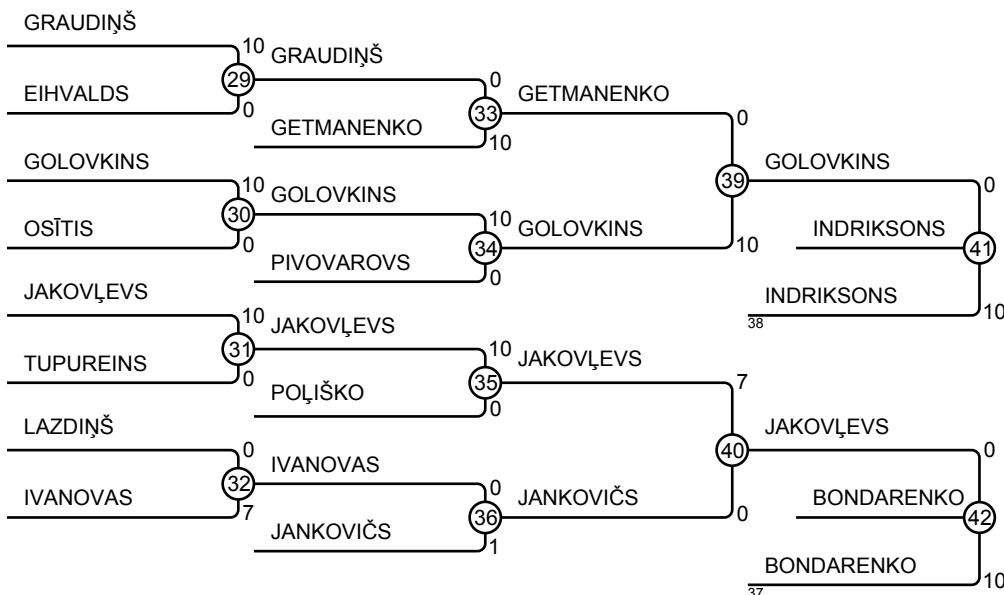 GRAUDIŅŠ
10
GRAUDIŅŠ
29
0
EIHVALDS
0
GETMANENKO
33
0
GETMANENKO
10
GOLOVKINS
39
GOLOVKINS
10
0
GOLOVKINS
30
10
OSĪTIS
0
GOLOVKINS
INDRIKSONS
34
10
41
PIVOVAROVS
0
JAKOVĻEVS
INDRIKSONS
10
38
10
JAKOVĻEVS
31
10
JAKOVĻEVS
TUPUREINS
0
7
POĻIŠKO
35
0
LAZDIŅŠ
JAKOVĻEVS
0
40
0
IVANOVAS
32
0
IVANOVAS
JANKOVIČS
BONDARENKO
7
36
0
42
JANKOVIČS
1
BONDARENKO
37
10